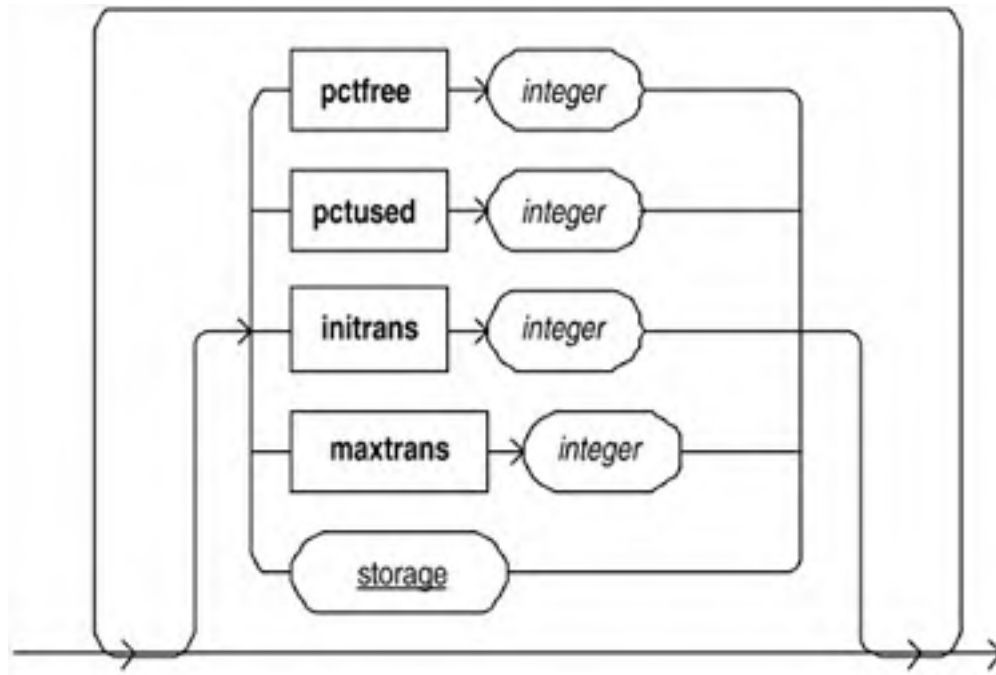 pctfree integer
pctused integer
initrans integer
maxtrans integer
storage